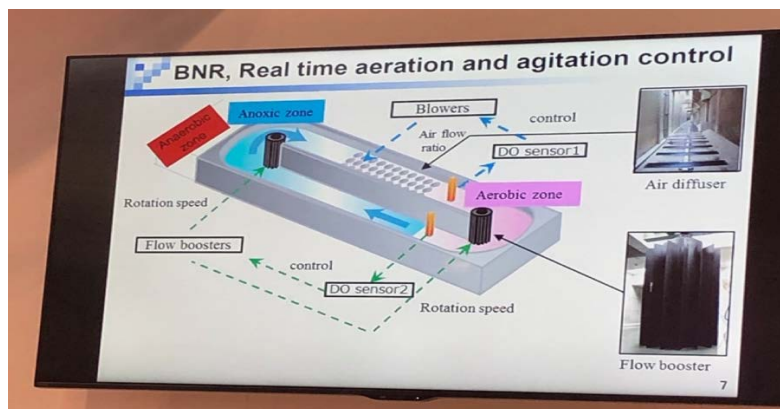 BNR, Real time aeration and agitation control
Anaerobic
zone
Anoxic zone
Blowers
control
Air flow
ratio
DO sensor1
Air diffuser
Rotation speed
Aerobic zone
Flow boosters
control
DO sensor2
Rotation speed
Flow booster
7